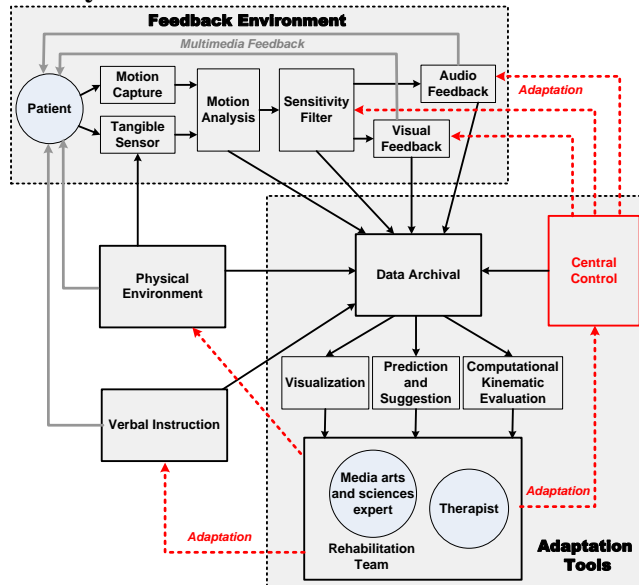 Feedback Environment
Multimedia Feedback
Patient
Motion
Capture
Tangible
Sensor
Motion
Analysis
Sensitivity
Filter
Audio
Feedback
Visual
Feedback
Adaptation
Physical
Environment
Data Archival
Central
Control
Visualization
Prediction
and
Suggestion
Computational
Kinematic
Evaluation
Verbal Instruction
Media arts
and sciences
expert
Therapist
Rehabilitation
Team
Adaptation
Adaptation
Adaptation
Tools